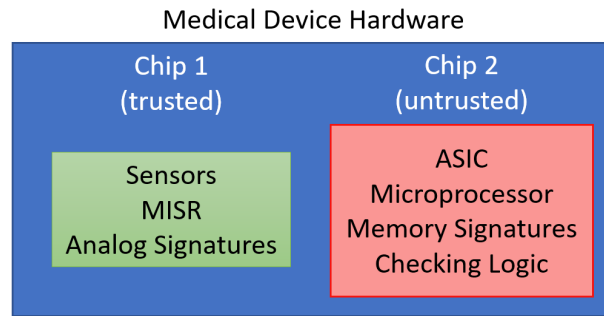 Medical Device Hardware
Chip 1
(trusted)
Sensors
MISR
Analog Signatures
Chip 2
(untrusted)
ASIC
Microprocessor
Memory Signatures
Checking Logic